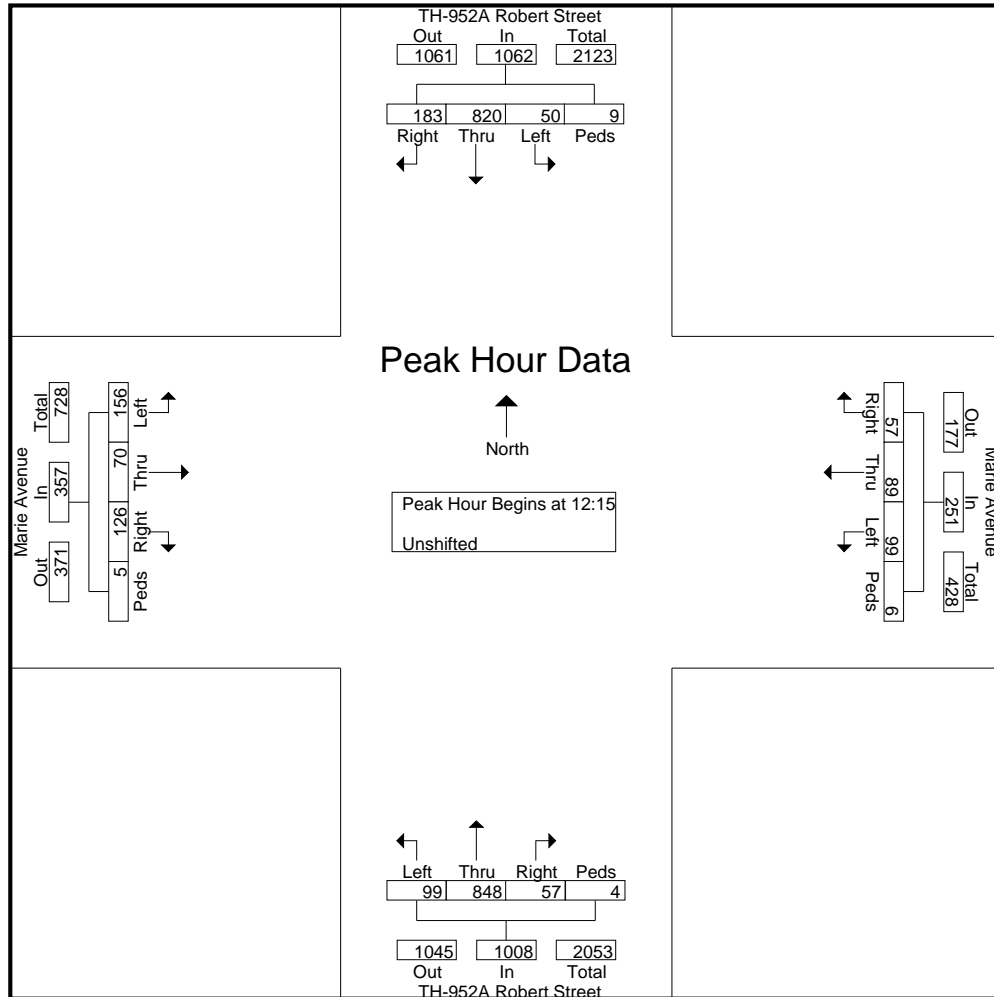 TH-952A Robert Street
Out In Total
1061 1062 2123
183 820 50 9
Right Thru Left Peds
Peak Hour Data
North
Peak Hour Begins at 12:15
Unshifted
Marie Avenue
Total In Out
728 357 371
156 70 126 5
Left Thru Right Peds
Right Thru Left Peds
57 89 99 6
Out In Total
177 251 428
Marie Avenue
Left Thru Right Peds
99 848 57 4
1045 1008 2053
Out In Total
TH-952A Robert Street